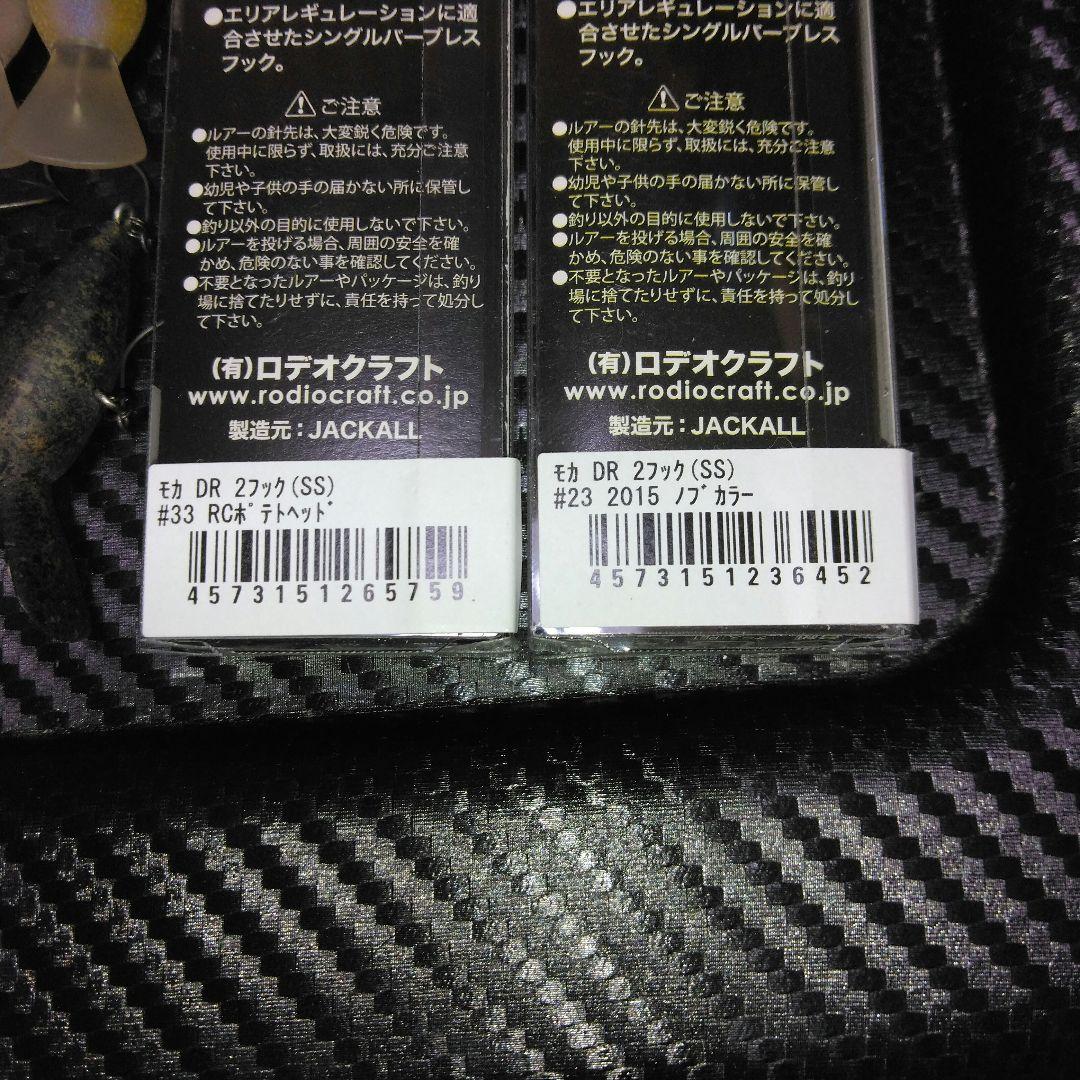 ●エリアレギュレーションに適
合させたシングルバーブレス
フック。
⚠ご注意
●ルアーの針先は、大変鋭く危険です。
使用中に限らず、取扱には、充分ご注意
下さい。
●幼児や子供の手の届かない所に保管し
て下さい。
●釣り以外の目的に使用しないで下さい。
●ルアーを投げる場合、周囲の安全を確
かめ、危険のない事を確認してください。
●不要となったルアーやパッケージは、釣り
場に捨てたりせずに、責任を持って処分し
て下さい。
(有)ロデオクラフト
www.rodiocraft.co.jp
製造元:JACKALL
ﾓｶ DR 2ﾌｯｸ(SS)
#33 RCﾎﾟﾃﾄﾍｯﾄﾞ
4573151265759
●エリアレギュレーションに適
合させたシングルバーブレス
フック。
⚠ご注意
●ルアーの針先は、大変鋭く危険です。
使用中に限らず、取扱には、充分ご注意
下さい。
●幼児や子供の手の届かない所に保管し
て下さい。
●釣り以外の目的に使用しないで下さい。
●ルアーを投げる場合、周囲の安全を確
かめ、危険のない事を確認してください。
●不要となったルアーやパッケージは、釣り
場に捨てたりせずに、責任を持って処分し
て下さい。
(有)ロデオクラフト
www.rodiocraft.co.jp
製造元:JACKALL
ﾓｶ DR 2ﾌｯｸ(SS)
#23 2015 ﾉﾌﾞｶﾗｰ
4573151236452